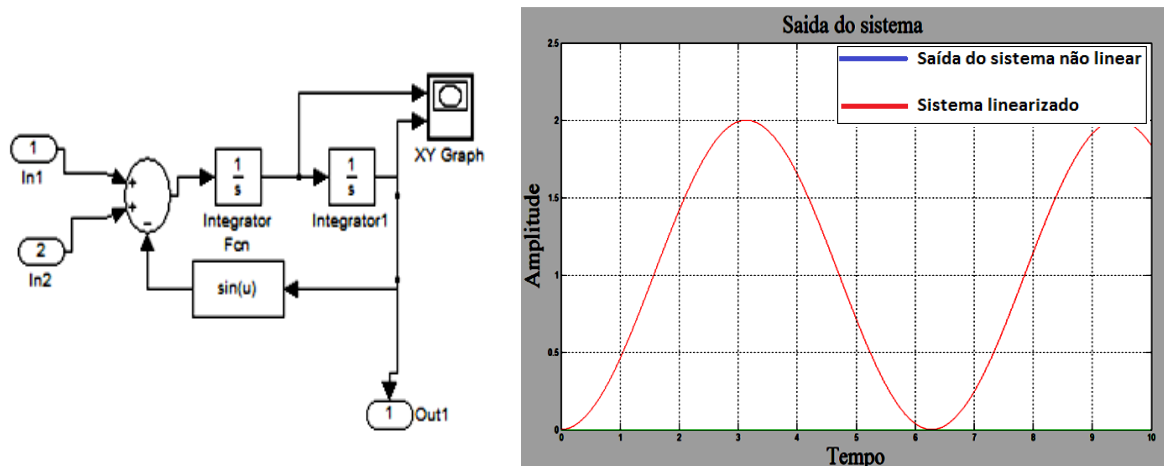 1
In1
2
In2
+
+
−
1
s
Integrator
Fcn
1
s
Integrator1
XY Graph
sin(u)
1
Out1
Saida do sistema
Saída do sistema não linear
Sistema linearizado
Amplitude
2.5
2
1.5
1
0.5
0
0 1 2 3 4 5 6 7 8 9 10
Tempo